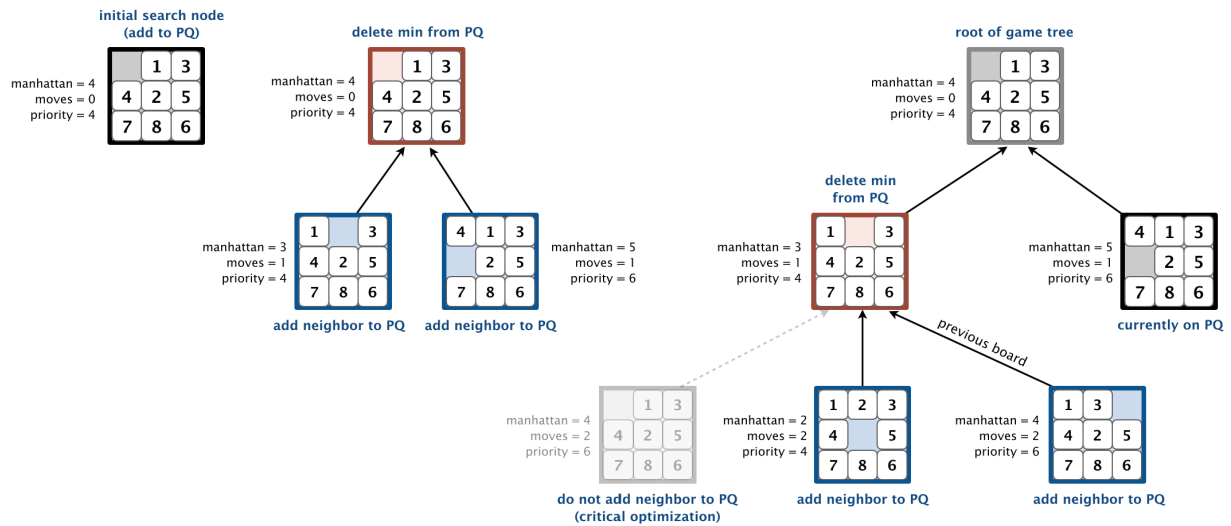 initial search node
(add to PQ)
manhattan = 4
moves = 0
priority = 4
1 3
4 2 5
7 8 6
delete min from PQ
manhattan = 4
moves = 0
priority = 4
1 3
4 2 5
7 8 6
manhattan = 3
moves = 1
priority = 4
1 3
4 2 5
7 8 6
add neighbor to PQ
4 1 3
2 5
7 8 6
manhattan = 5
moves = 1
priority = 6
add neighbor to PQ
root of game tree
manhattan = 4
moves = 0
priority = 4
1 3
4 2 5
7 8 6
delete min
from PQ
manhattan = 3
moves = 1
priority = 4
1 3
4 2 5
7 8 6
manhattan = 5
moves = 1
priority = 6
4 1 3
2 5
7 8 6
currently on PQ
previous board
manhattan = 4
moves = 2
priority = 6
1 3
4 2 5
7 8 6
do not add neighbor to PQ
(critical optimization)
manhattan = 2
moves = 2
priority = 4
1 2 3
4 5
7 8 6
add neighbor to PQ
manhattan = 4
moves = 2
priority = 6
1 3
4 2 5
7 8 6
add neighbor to PQ